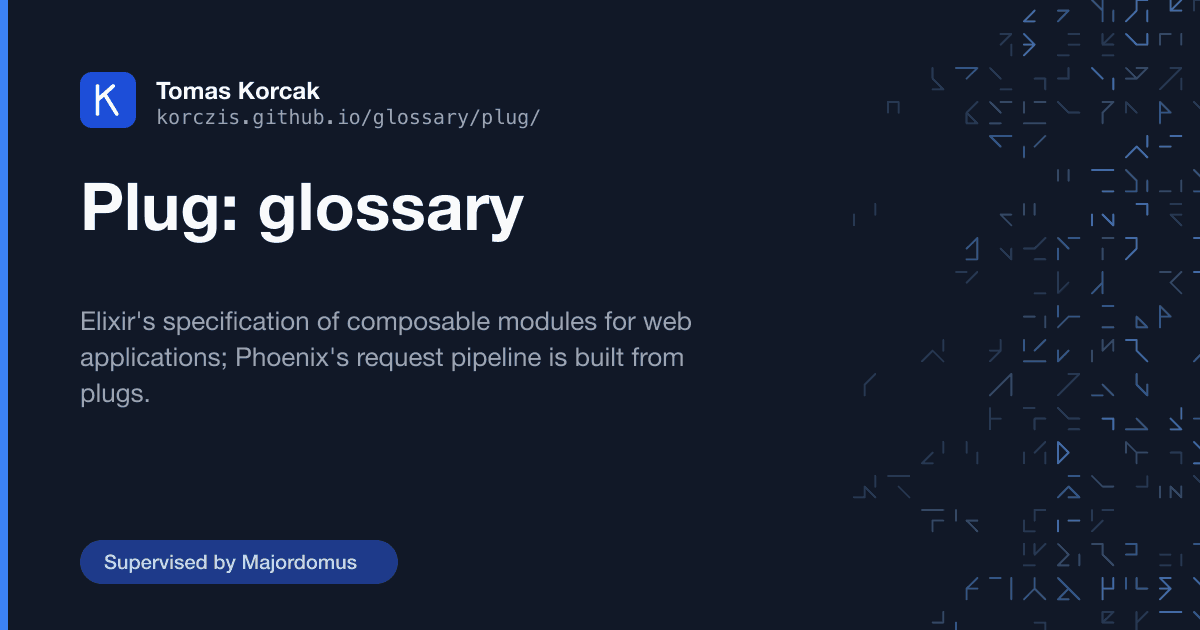 K
Tomas Korcak
korczis.github.io/glossary/plug/
Plug: glossary
Elixir's specification of composable modules for web
applications; Phoenix's request pipeline is built from
plugs.
Supervised by Majordomus